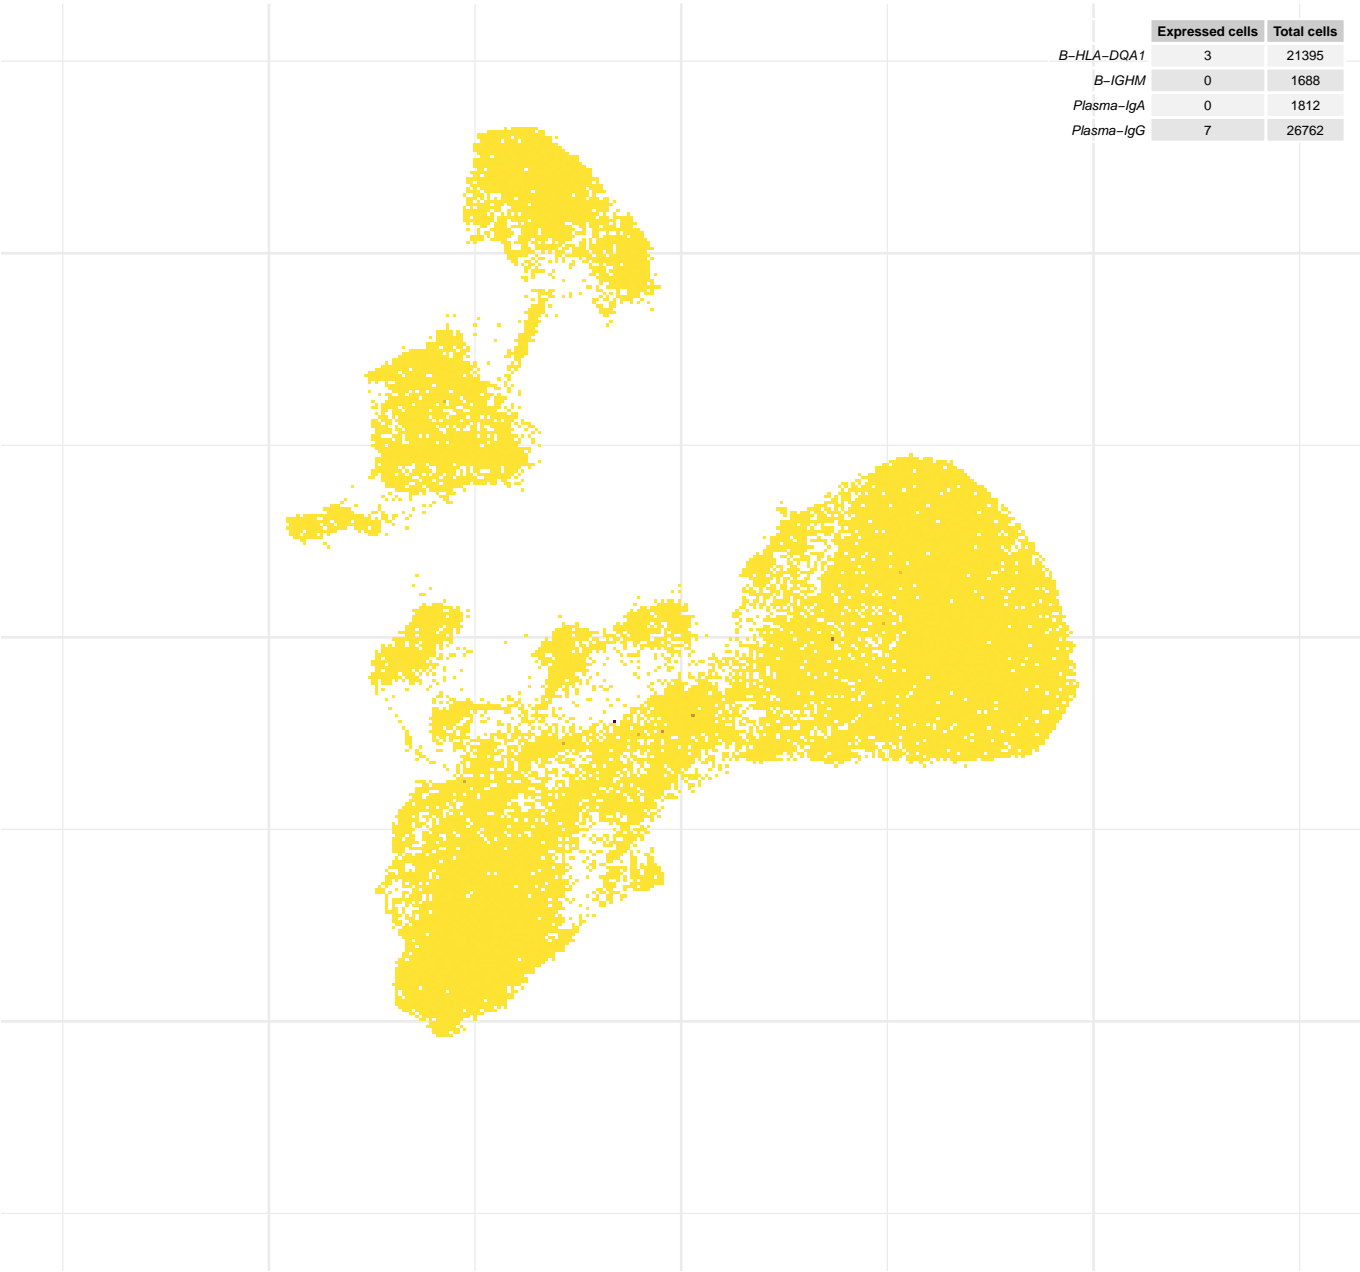 Expressed cells Total cells
B−HLA−DQA1 3 21395
B−IGHM 0 1688
Plasma−IgA 0 1812
Plasma−IgG 7 26762